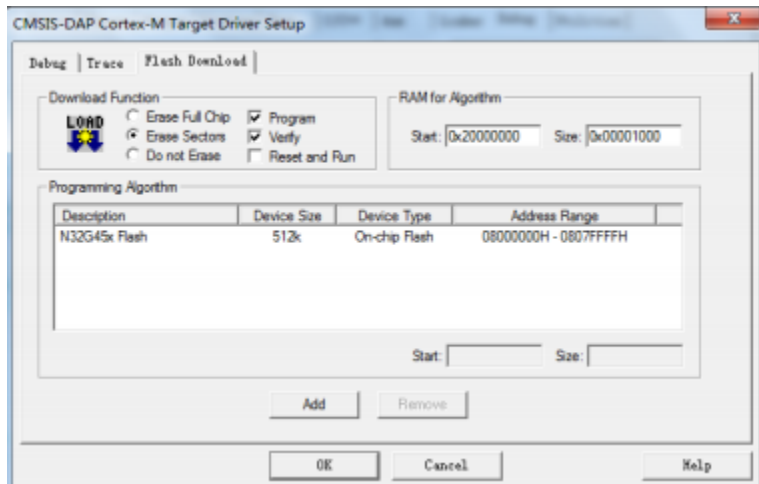 CMSIS-DAP Cortex-M Target Driver Setup
Debug Trace Flash Download
Download Function
LOAD
Erase Full Chip
Erase Sectors
Do not Erase
Program
Verify
Reset and Run
RAM for Algorithm
Start: 0x20000000 Size: 0x00001000
Programming Algorithm
Description Device Size Device Type Address Range
N32G45x Flash 512k On-chip Flash 08000000H - 0807FFFFH
Start: Size:
Add Remove
OK Cancel Help